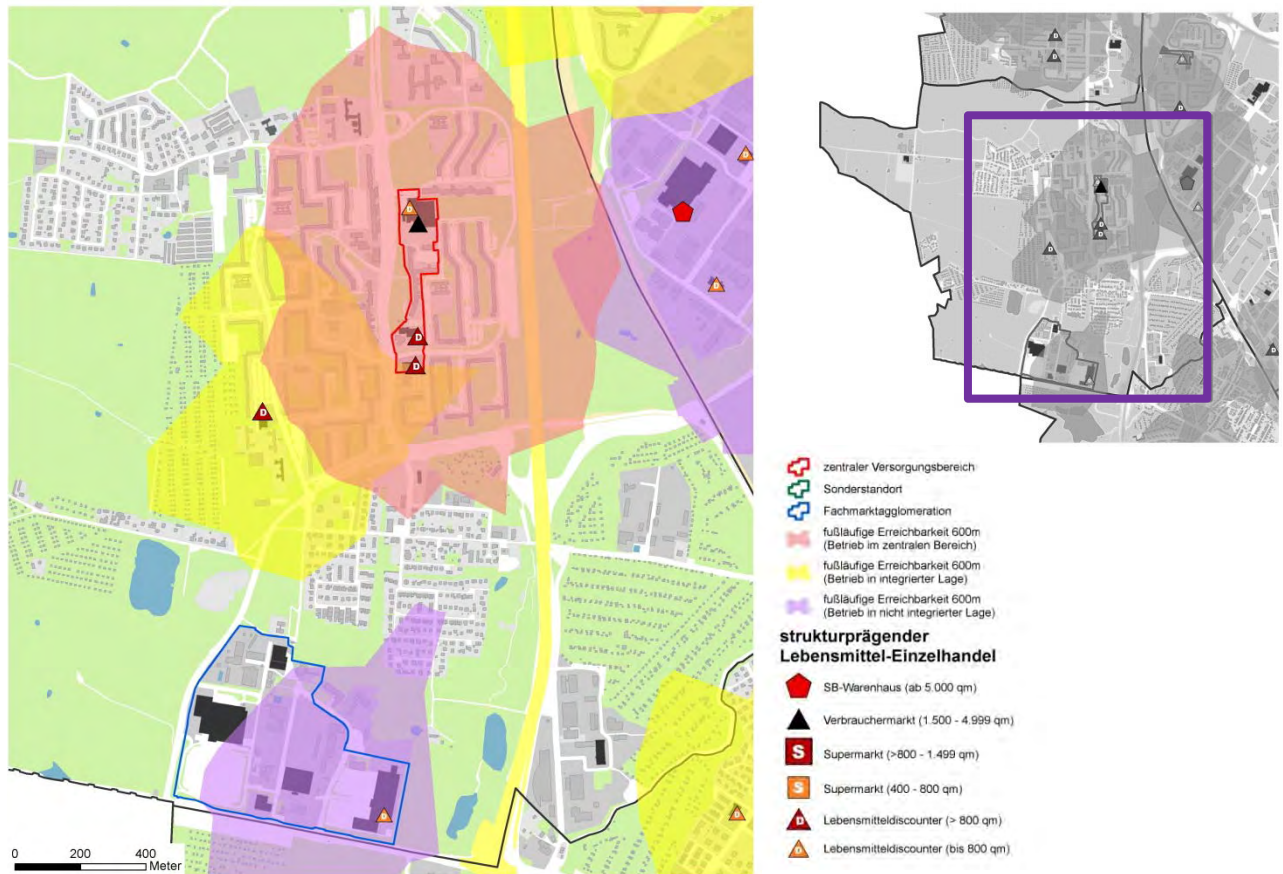 zentraler Versorgungsbereich
Sonderstandort
Fachmarktagglomeration
fußläufige Erreichbarkeit 600m
(Betrieb im zentralen Bereich)
fußläufige Erreichbarkeit 600m
(Betrieb in integrierter Lage)
fußläufige Erreichbarkeit 600m
(Betrieb in nicht integrierter Lage)
strukturprägender
Lebensmittel-Einzelhandel
SB-Warenhaus (ab 5.000 qm)
Verbrauchermarkt (1.500 - 4.999 qm)
S Supermarkt (>800 - 1.499 qm)
S Supermarkt (400 - 800 qm)
D Lebensmitteldiscounter (> 800 qm)
D Lebensmitteldiscounter (bis 800 qm)
D
D
D
D
D
D
D
D
0 200 400
Meter